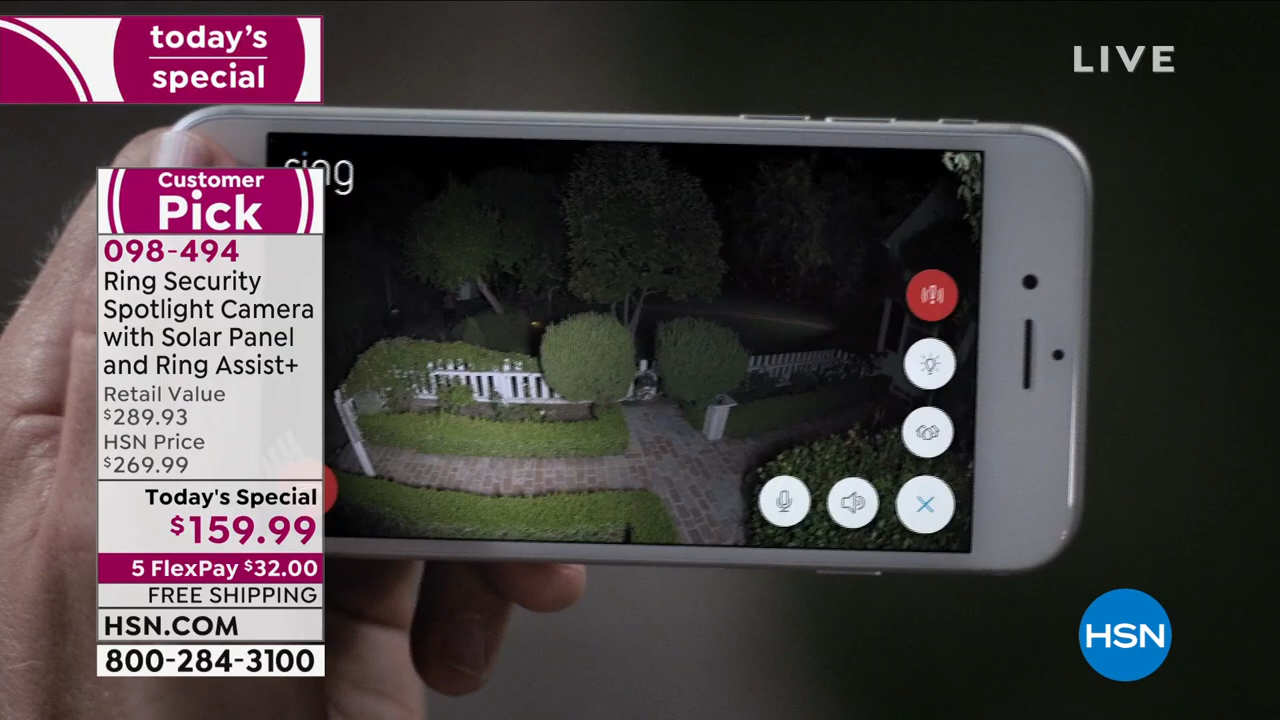 today's
special
LIVE
ring
Customer
Pick
098-494
Ring Security
Spotlight Camera
with Solar Panel
and Ring Assist+
Retail Value
$289.93
HSN Price
$269.99
Today's Special
$159.99
5 FlexPay $32.00
FREE SHIPPING
HSN.COM
800-284-3100
HSN